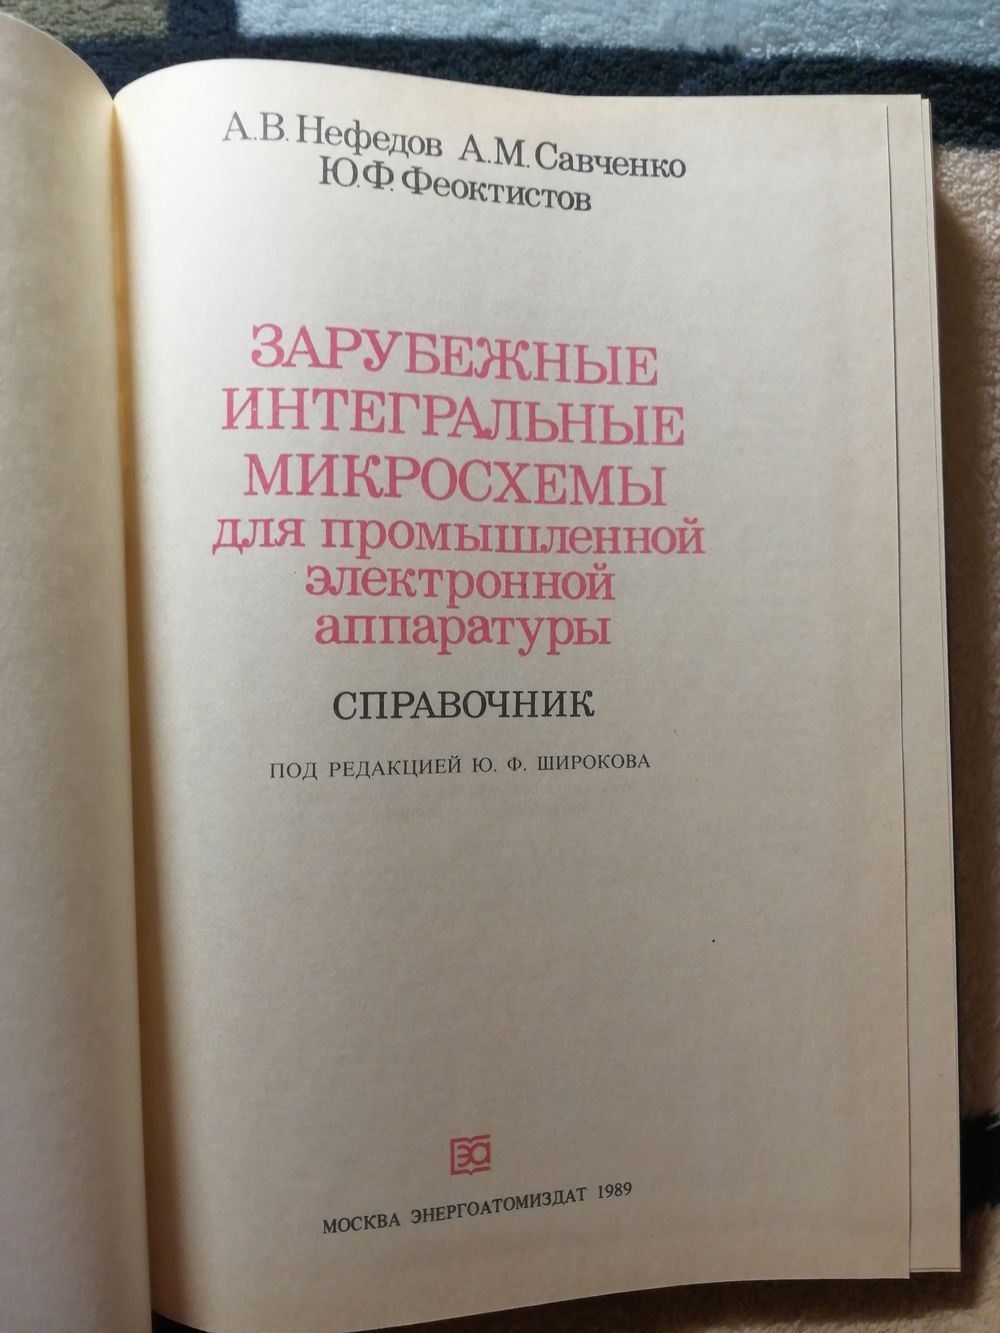 А.В. Нефедов А.М. Савченко
Ю.Ф. Феоктистов
ЗАРУБЕЖНЫЕ
ИНТЕГРАЛЬНЫЕ
МИКРОСХЕМЫ
для промышленной
электронной
аппаратуры
СПРАВОЧНИК
ПОД РЕДАКЦИЕЙ Ю. Ф. ШИРОКОВА
МОСКВА ЭНЕРГОАТОМИЗДАТ 1989